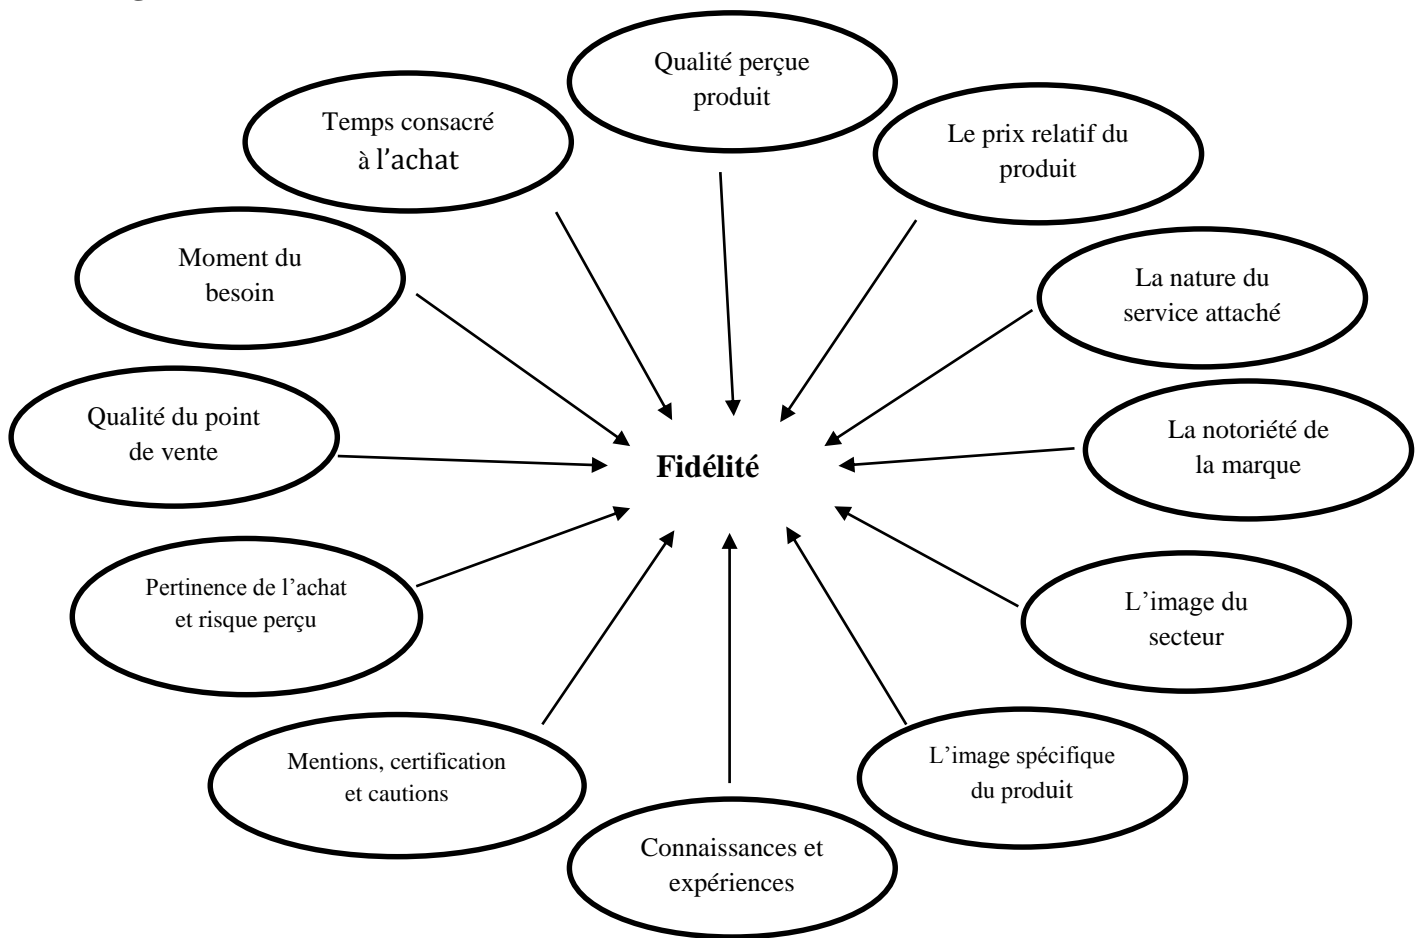 Qualité perçue
produit
Temps consacré
à l’achat
Le prix relatif du
produit
Moment du
besoin
La nature du
service attaché
Qualité du point
de vente
La notoriété de
la marque
Fidélité
Pertinence de l’achat
et risque perçu
L’image du
secteur
Mentions, certification
et cautions
L’image spécifique
du produit
Connaissances et
expériences